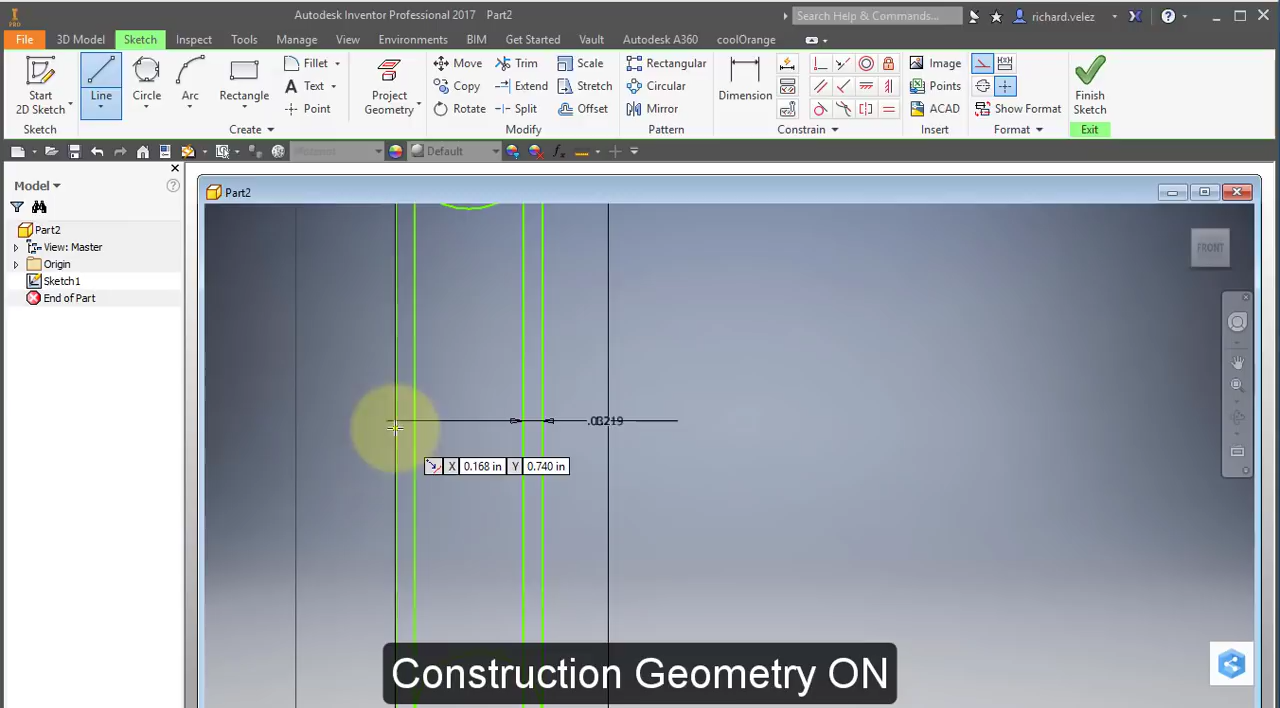 Autodesk Inventor Professional 2017 Part2
Search Help & Commands...
richard.velez
PRO
File 3D Model Sketch Inspect Tools Manage View Environments BIM Get Started Vault Autodesk A360 coolOrange
Start
2D Sketch
Line
Circle
Arc
Rectangle
Fillet
Text
Point
Project
Geometry
Move
Copy
Rotate
Trim
Extend
Split
Scale
Stretch
Offset
Rectangular
Circular
Mirror
Dimension
Image
Points
ACAD
Show Format
Finish
Sketch
Sketch Create Modify Pattern Constrain Insert Format Exit
Default
Model
Part2
View: Master
Origin
Sketch1
End of Part
Part2
FRONT
X 0.168 in Y 0.740 in
Construction Geometry ON